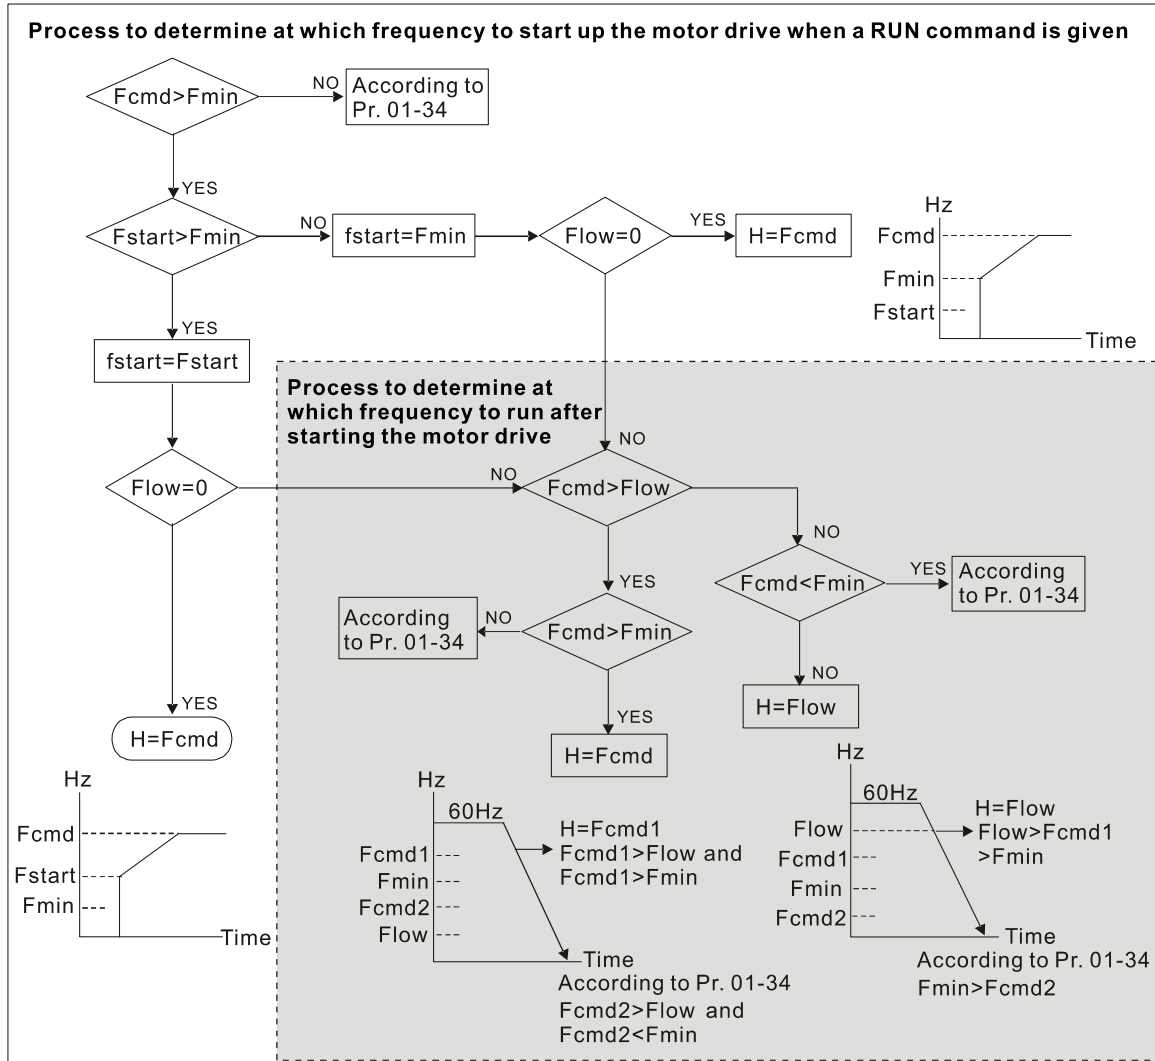 Process to determine at which frequency to start up the motor drive when a RUN command is given
Fcmd>Fmin
NO
According to
Pr. 01-34
YES
Fstart>Fmin
NO
fstart=Fmin
Flow=0
YES
H=Fcmd
Hz
Fcmd
Fmin
Fstart
Time
YES
fstart=Fstart
Process to determine at
which frequency to run after
starting the motor drive
NO
Flow=0
NO
Fcmd>Flow
NO
YES
Fcmd<Fmin
YES
According
to Pr. 01-34
According
to Pr. 01-34
NO
Fcmd>Fmin
NO
H=Flow
YES
H=Fcmd
YES
H=Fcmd
Hz
Fcmd
Fstart
Fmin
Time
Hz
60Hz
Fcmd1
Fmin
Fcmd2
Flow
H=Fcmd1
Fcmd1>Flow and
Fcmd1>Fmin
Time
According to Pr. 01-34
Fcmd2>Flow and
Fcmd2<Fmin
Hz
60Hz
Flow
Fcmd1
Fmin
Fcmd2
H=Flow
Flow>Fcmd1
>Fmin
Time
According to Pr. 01-34
Fmin>Fcmd2